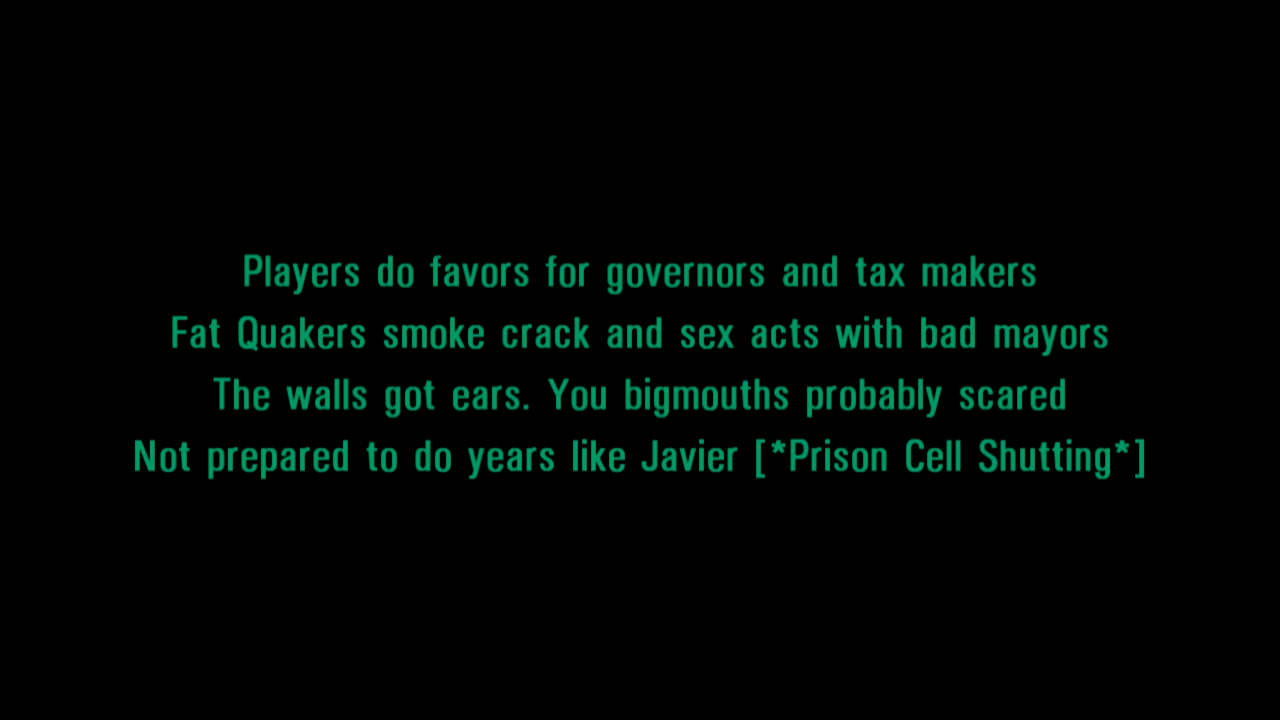 Players do favors for governors and tax makers
Fat Quakers smoke crack and sex acts with bad mayors
The walls got ears. You bigmouths probably scared
Not prepared to do years like Javier [*Prison Cell Shutting*]